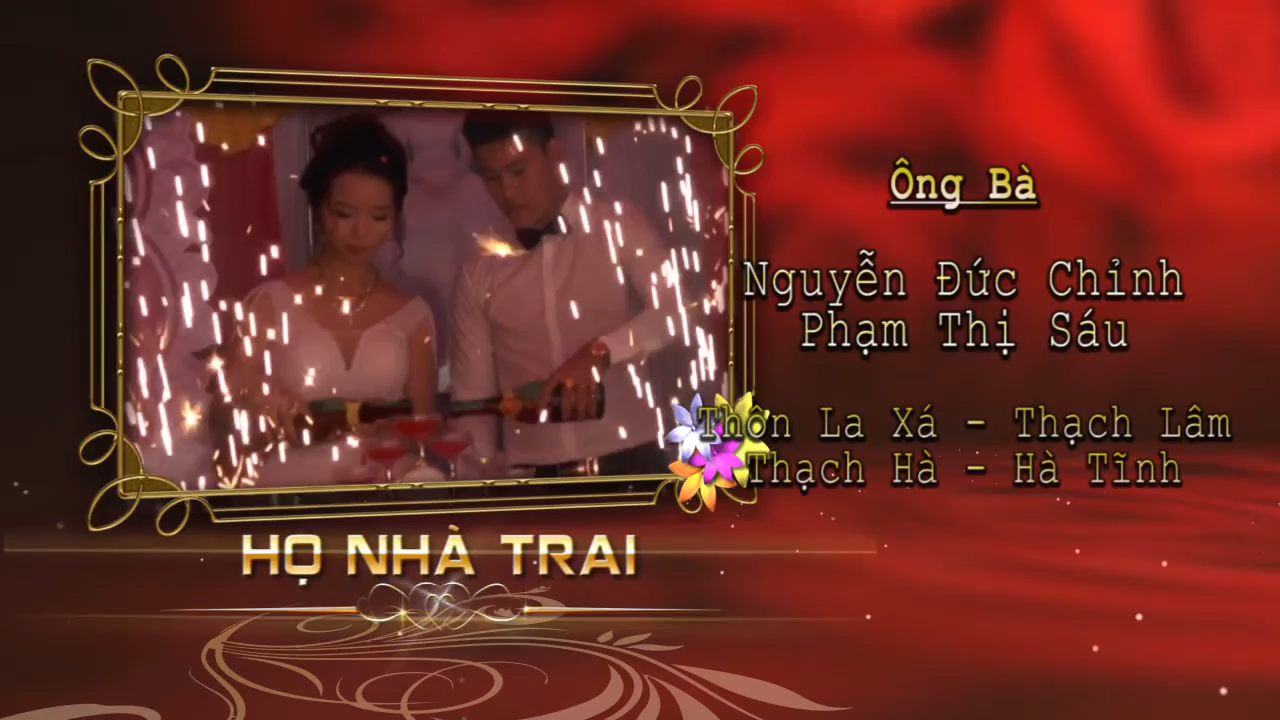 Ông Bà
Nguyễn Đức Chỉnh
Phạm Thị Sáu
Thôn La Xá - Thạch Lâm
Thạch Hà - Hà Tĩnh
HỌ NHÀ TRAI